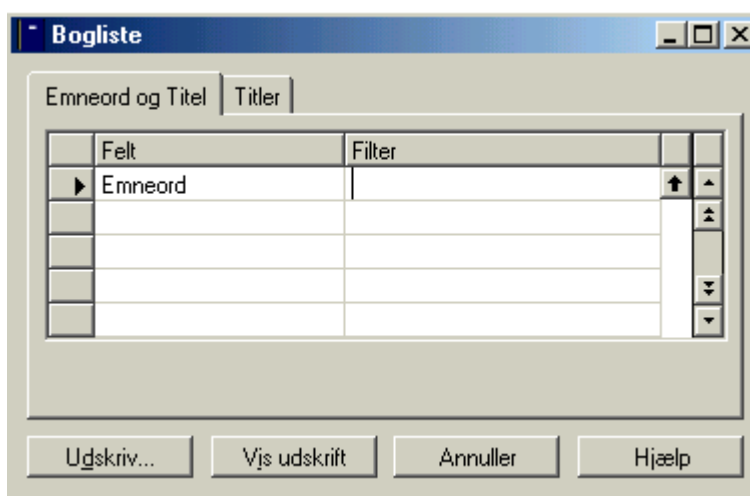 Bogliste
Emneord og Titel Titler
Felt Filter
Emneord
Udskriv... Vis udskrift Annuller Hjælp